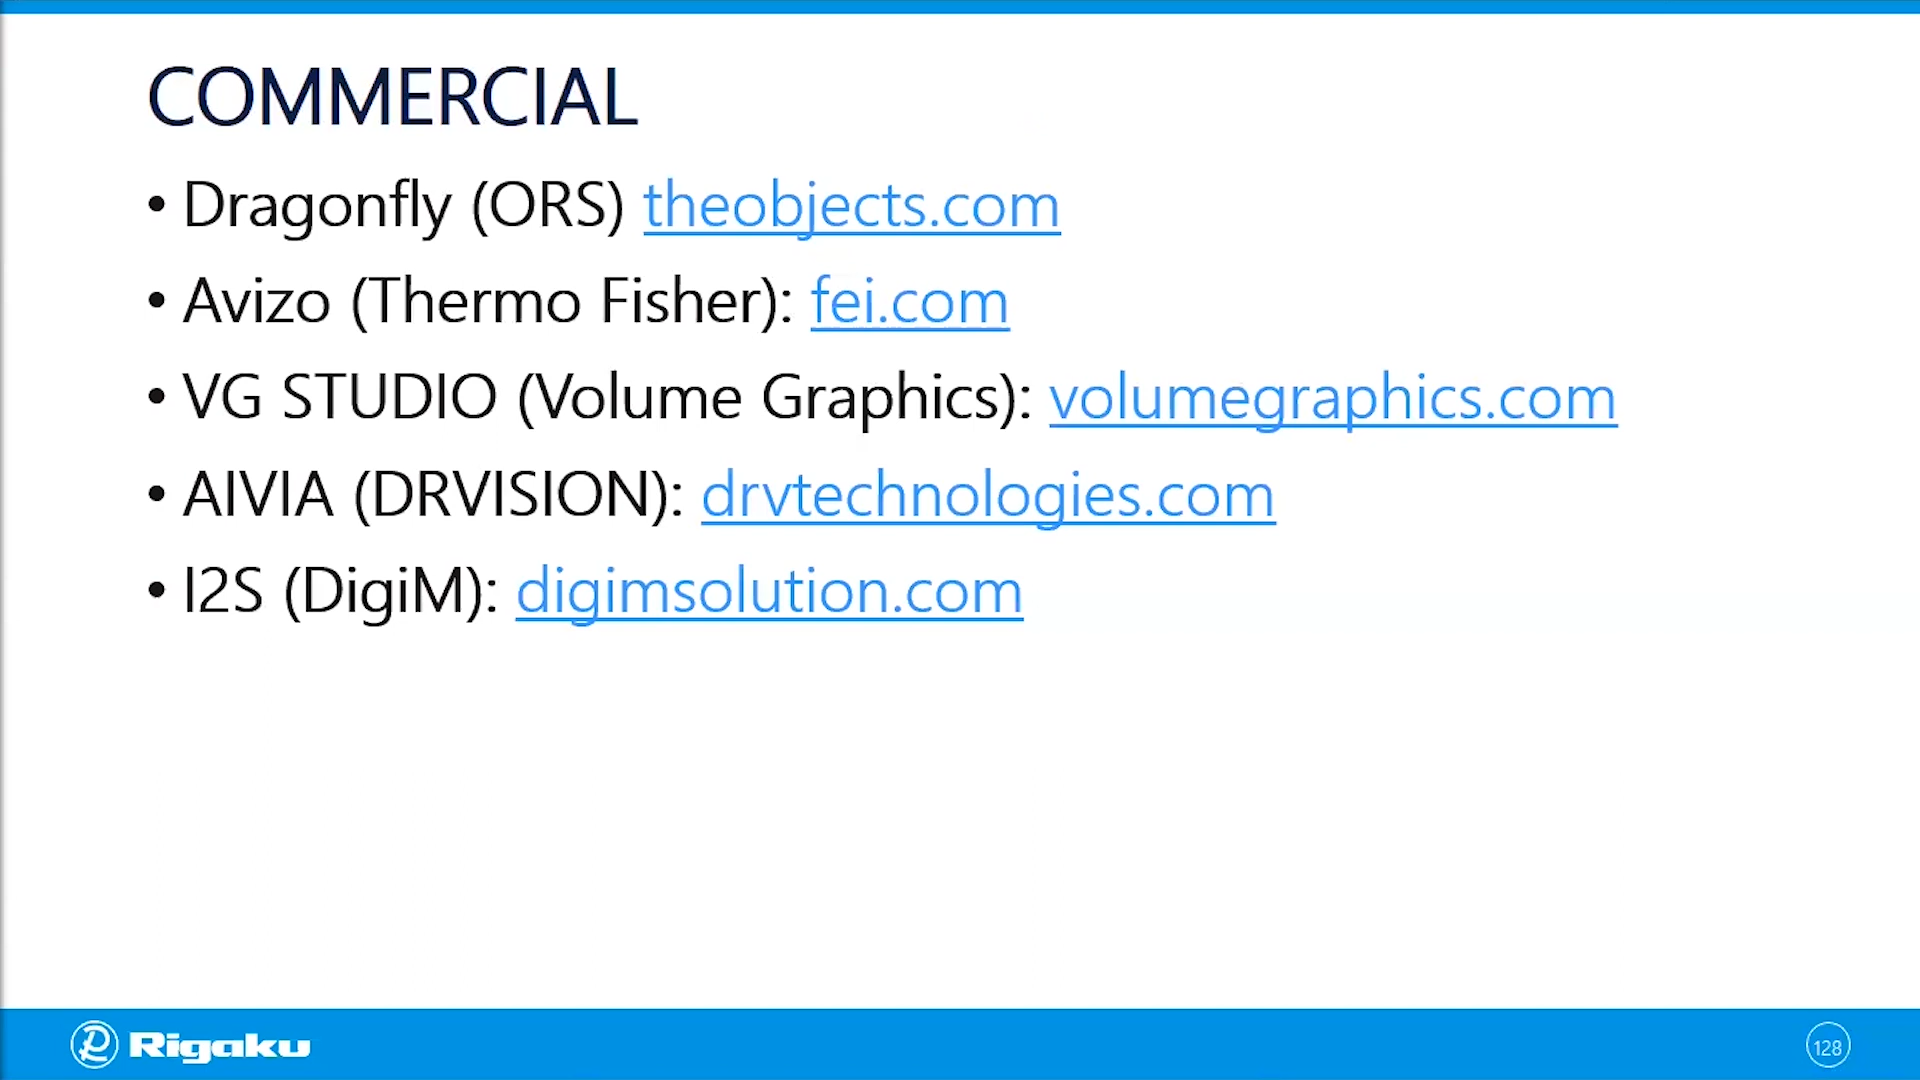 COMMERCIAL
• Dragonfly (ORS) theobjects.com
• Avizo (Thermo Fisher): fei.com
• VG STUDIO (Volume Graphics): volumegraphics.com
• AIVIA (DRVISION): drvtechnologies.com
• I2S (DigiM): digimsolution.com
Rigaku
128